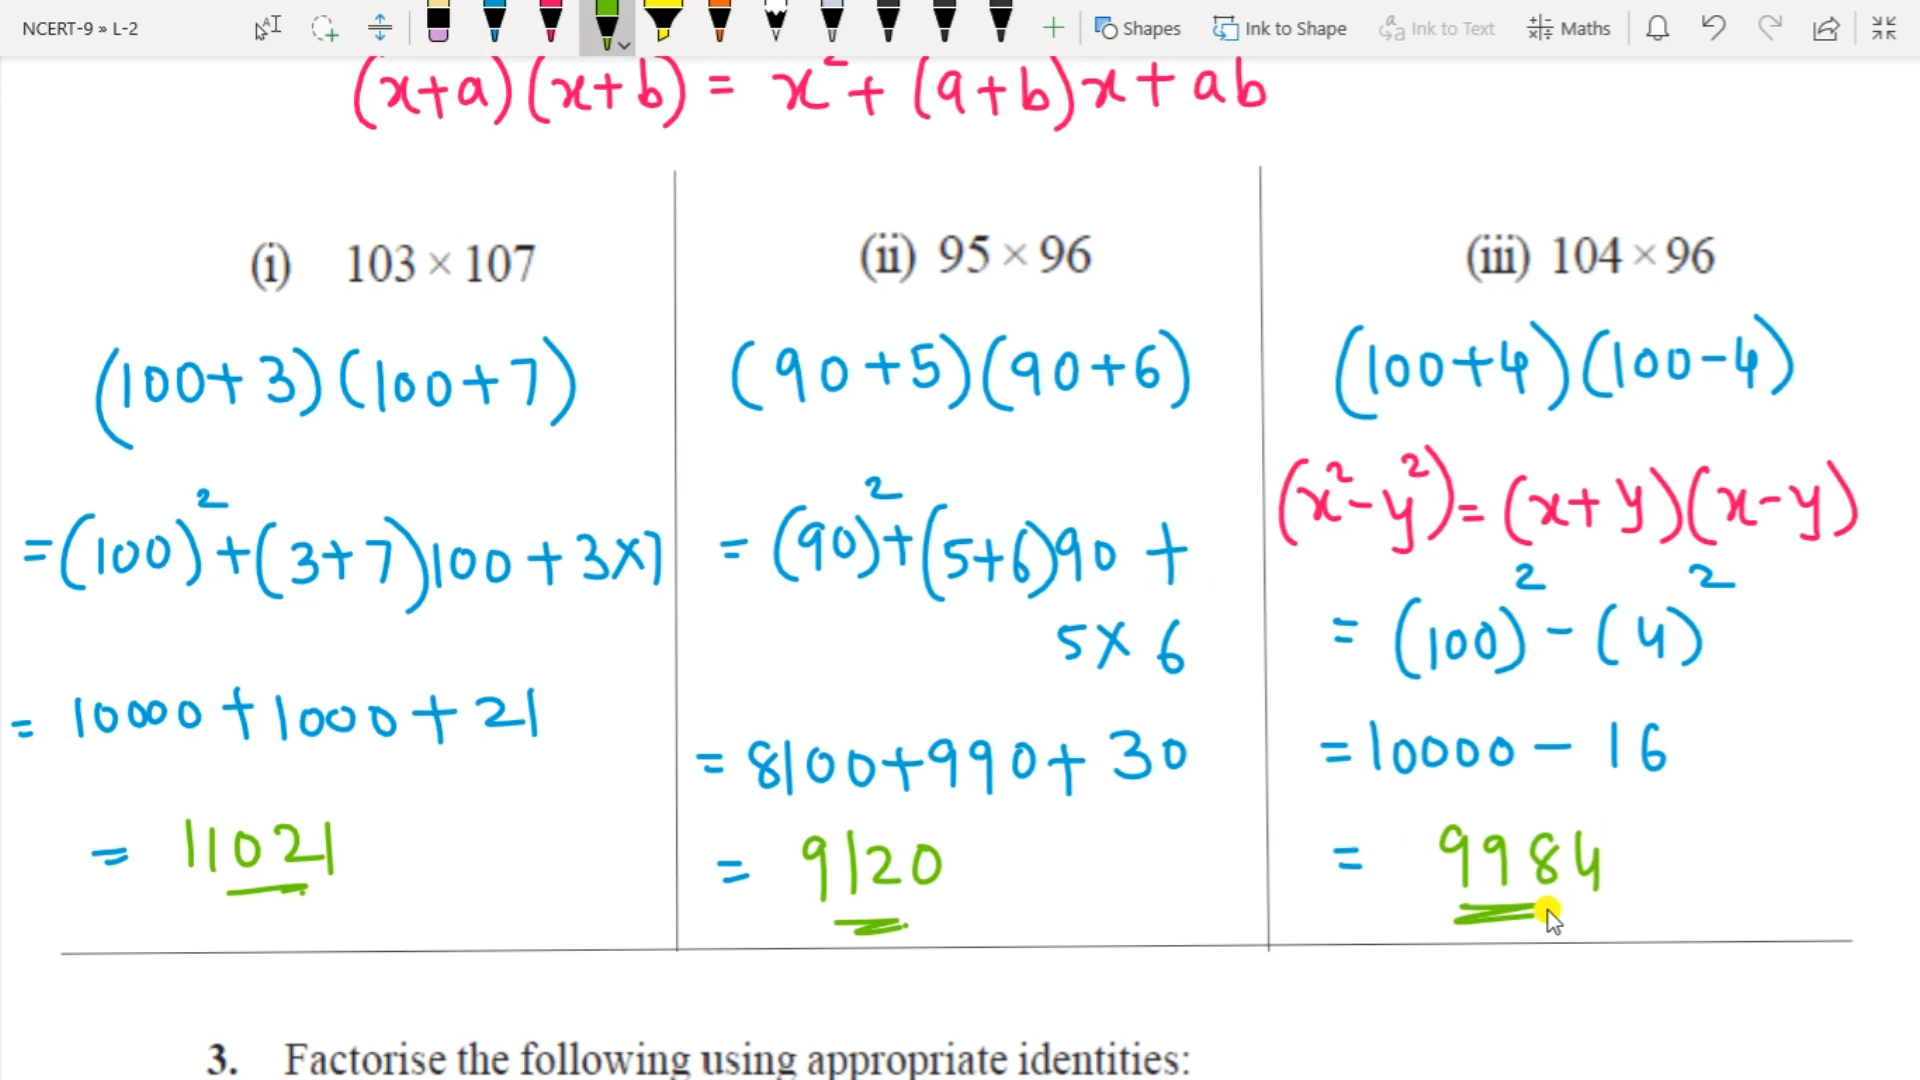 NCERT-9 » L-2
Shapes
Ink to Shape
Ink to Text
Maths
(x+a)(x+b) = x² + (a+b)x + ab
(i) 103 × 107
(100+3)(100+7)
= (100)² + (3+7)100 + 3×7
= 10000 + 1000 + 21
= 11021
(ii) 95 × 96
(90+5)(90+6)
= (90)² + (5+6)90 +
5 × 6
= 8100 + 990 + 30
= 9120
(iii) 104 × 96
(100+4)(100-4)
(x²-y²) = (x+y)(x-y)
= (100)² - (4)²
= 10000 - 16
= 9984
3. Factorise the following using appropriate identities: